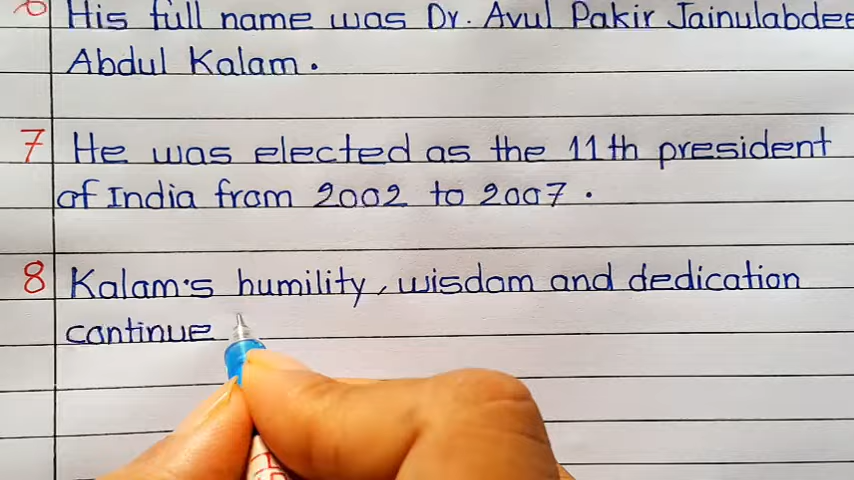 6 His full name was Dr. Avul Pakir Jainulabdee
Abdul Kalam.
7 He was elected as the 11th president
of India from 2002 to 2007.
8 Kalam's humility, wisdom and dedication
continue